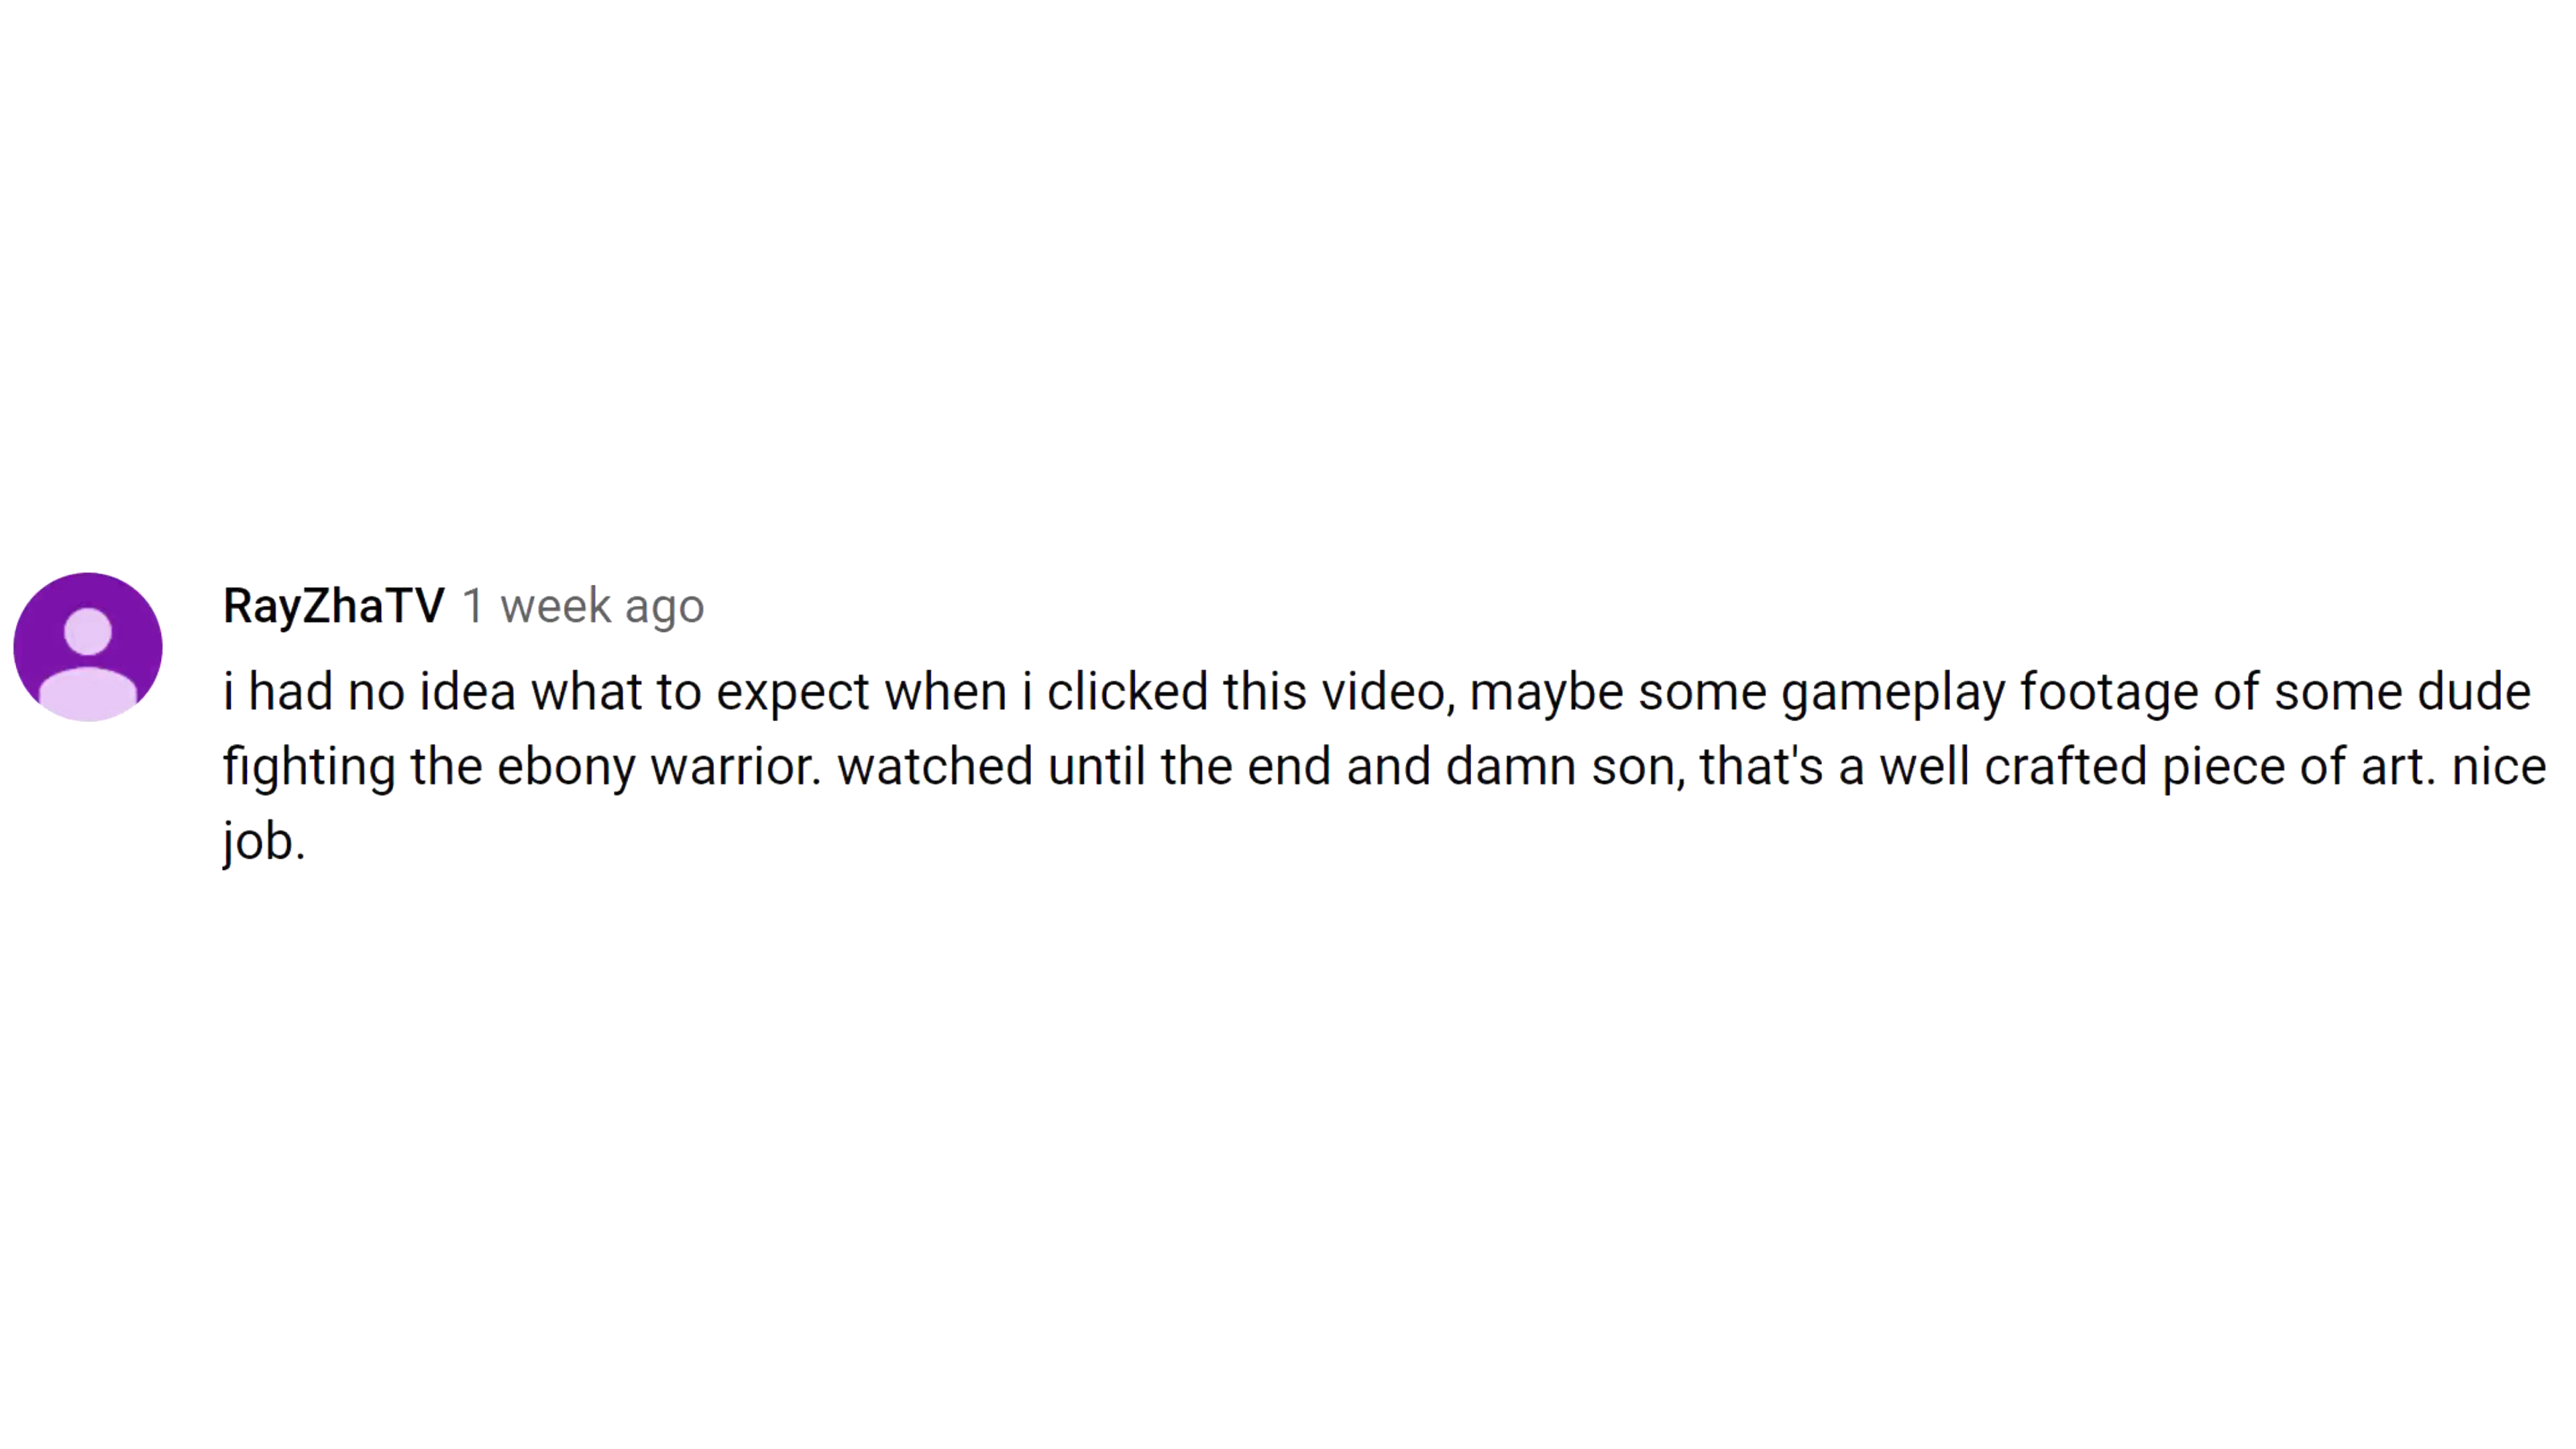 RayZhaTV 1 week ago
i had no idea what to expect when i clicked this video, maybe some gameplay footage of some dude
fighting the ebony warrior. watched until the end and damn son, that's a well crafted piece of art. nice
job.